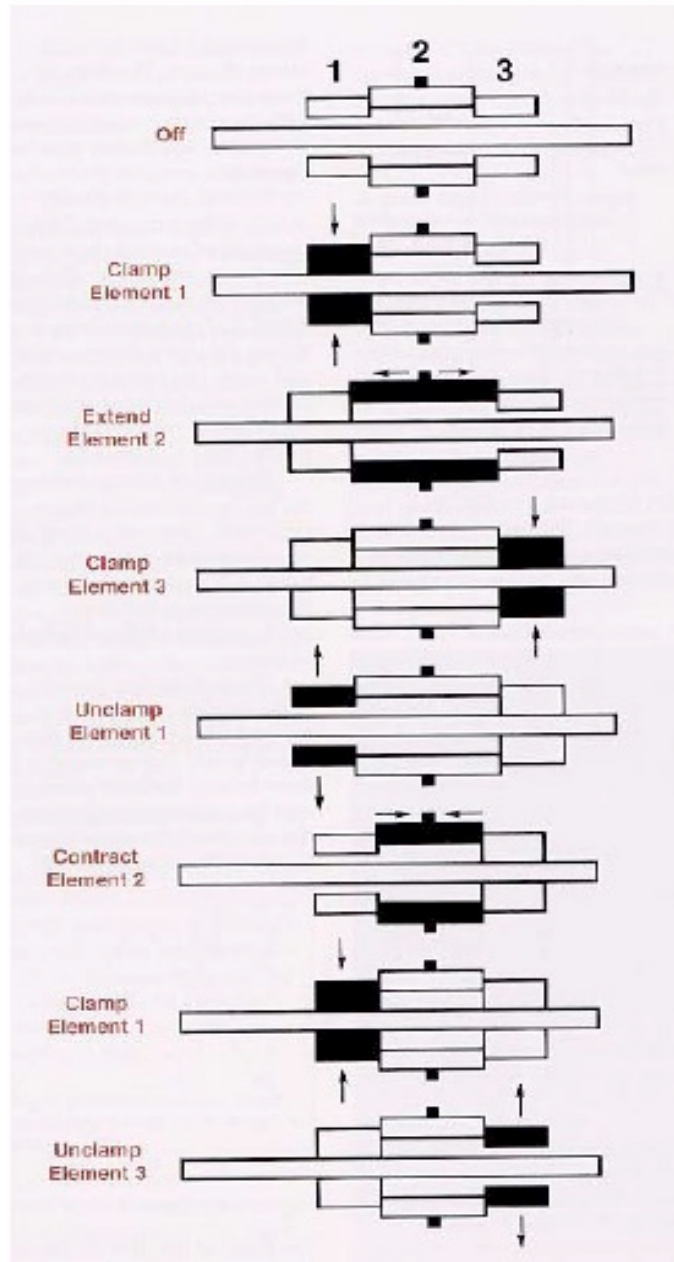 1 2 3
Off
Clamp
Element 1
Extend
Element 2
Clamp
Element 3
Unclamp
Element 1
Contract
Element 2
Clamp
Element 1
Unclamp
Element 3